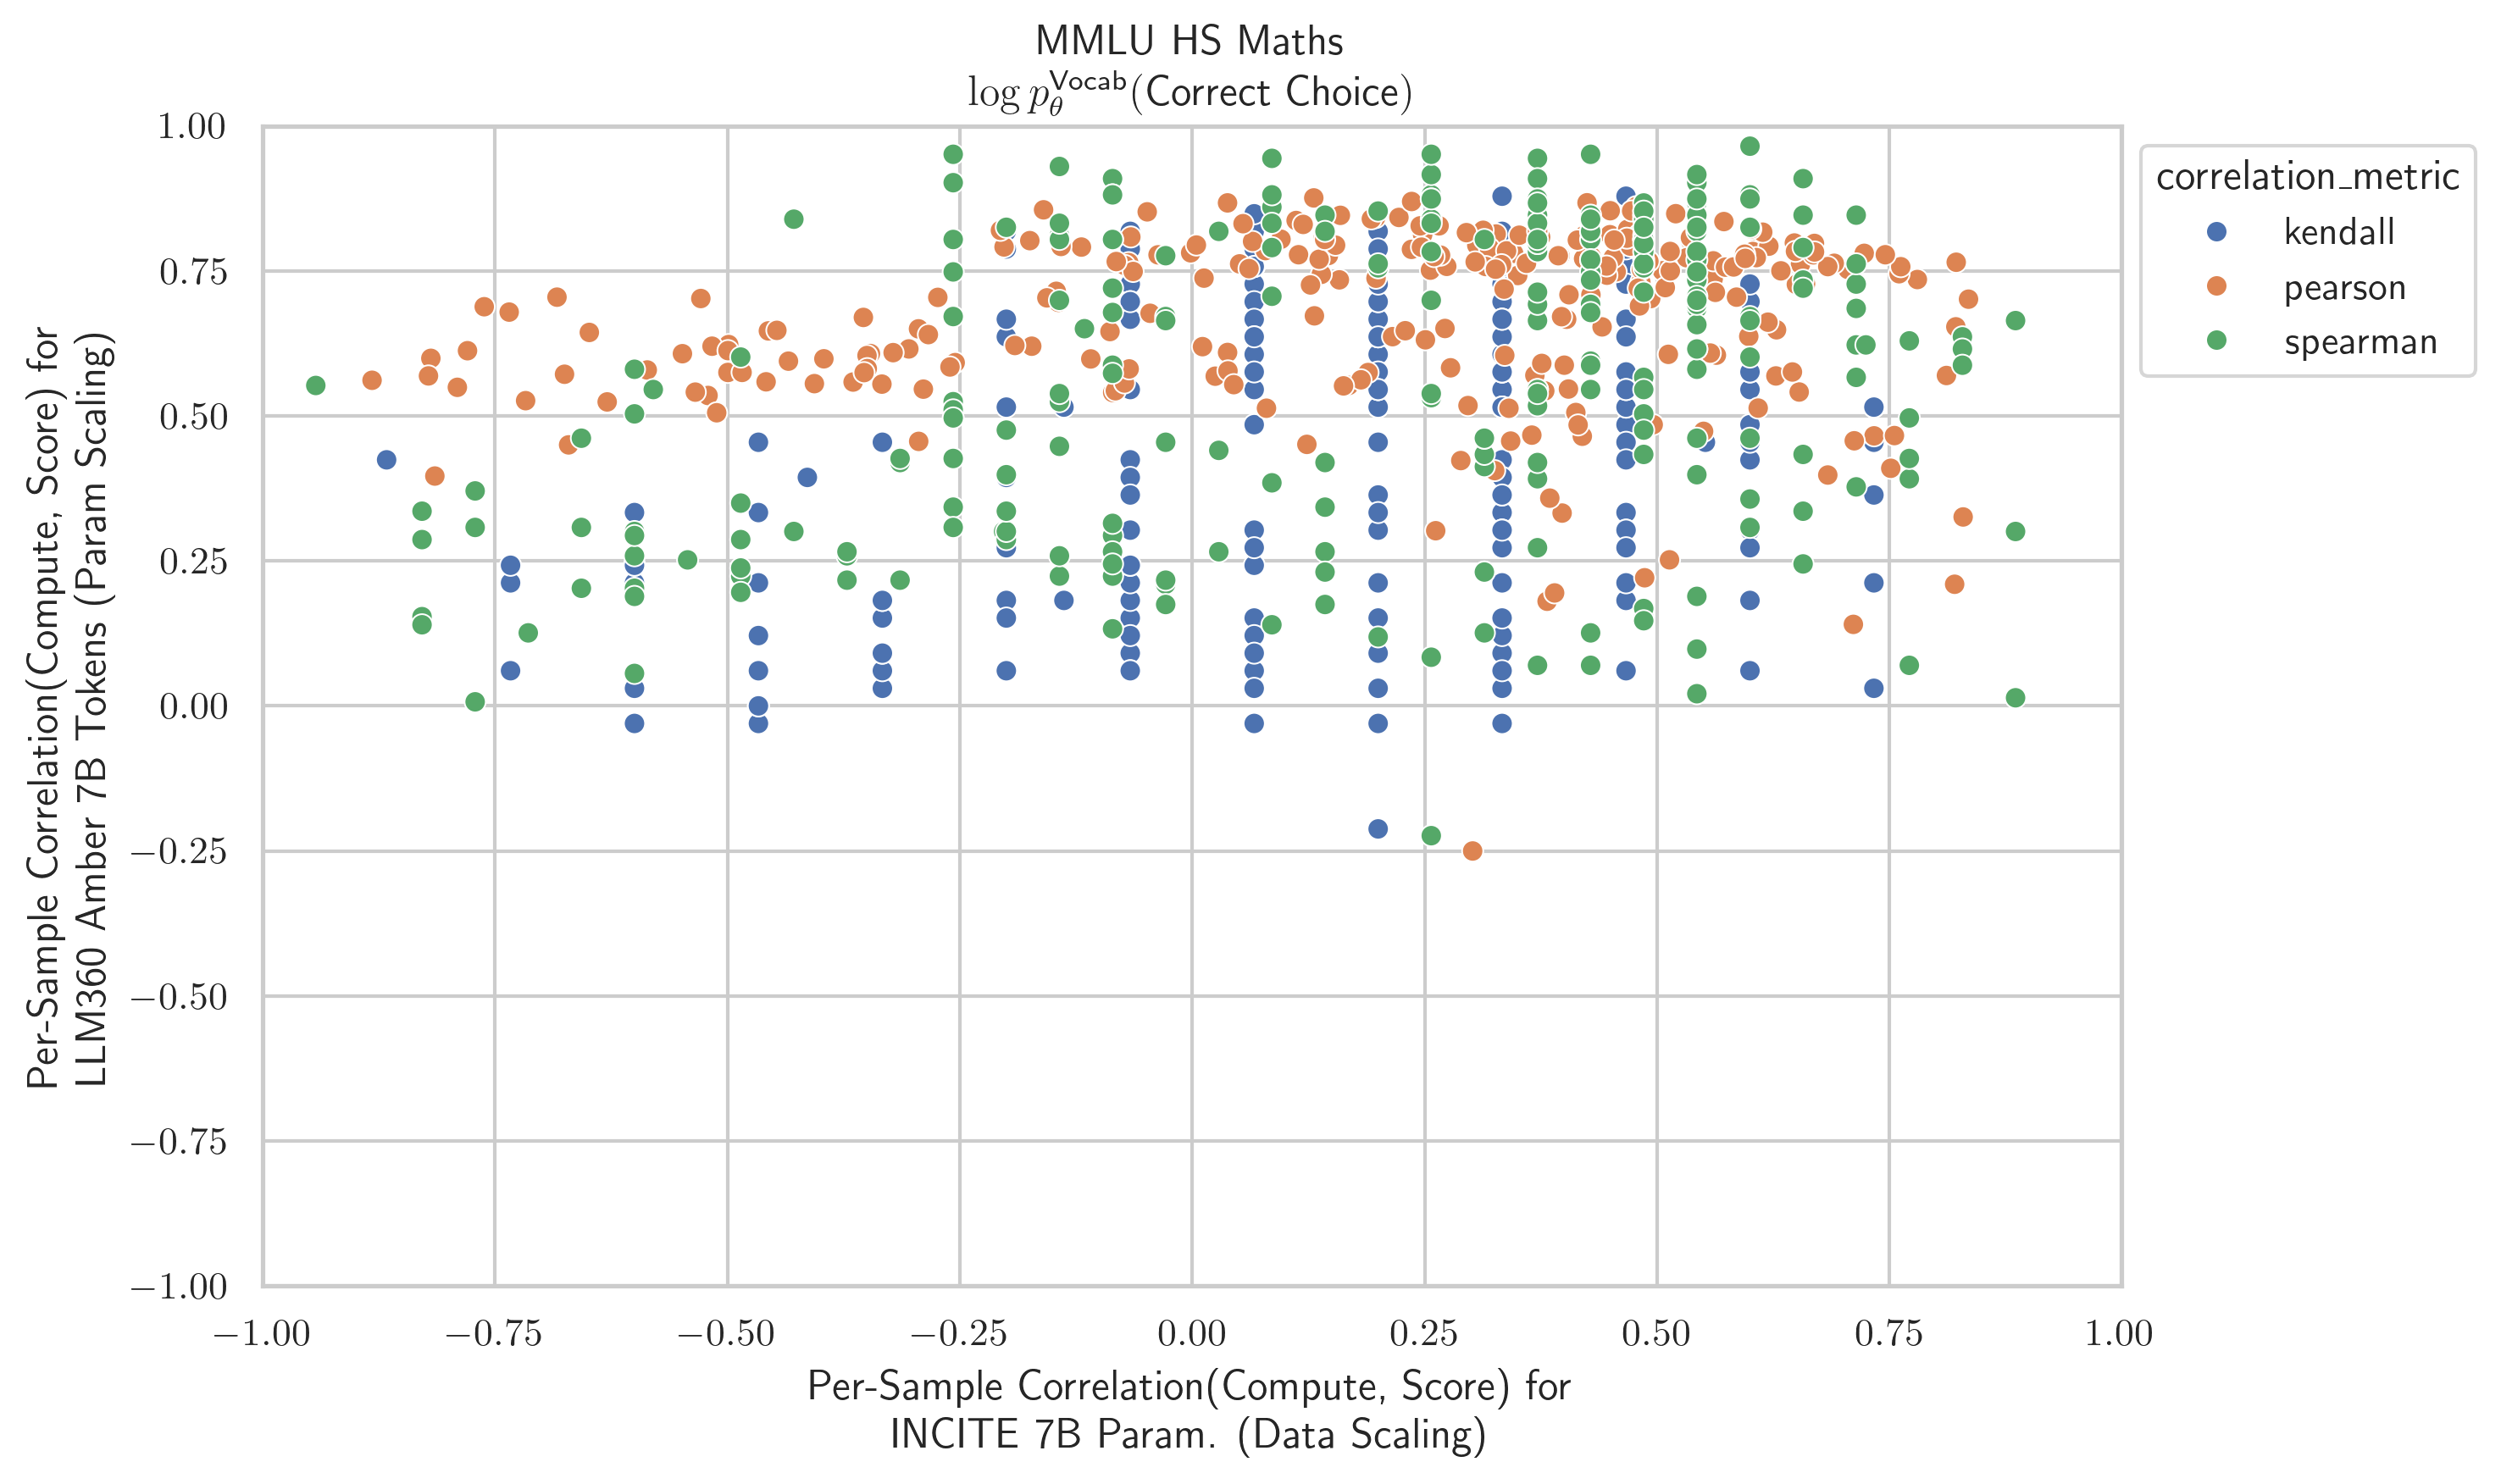 MMLU HS Maths
log p_θ^Vocab(Correct Choice)
Per-Sample Correlation(Compute, Score) for
LLM360 Amber 7B Tokens (Param Scaling)
1.00
0.75
0.50
0.25
0.00
−0.25
−0.50
−0.75
−1.00
correlation_metric
kendall
pearson
spearman
−1.00 −0.75 −0.50 −0.25 0.00 0.25 0.50 0.75 1.00
Per-Sample Correlation(Compute, Score) for
INCITE 7B Param. (Data Scaling)